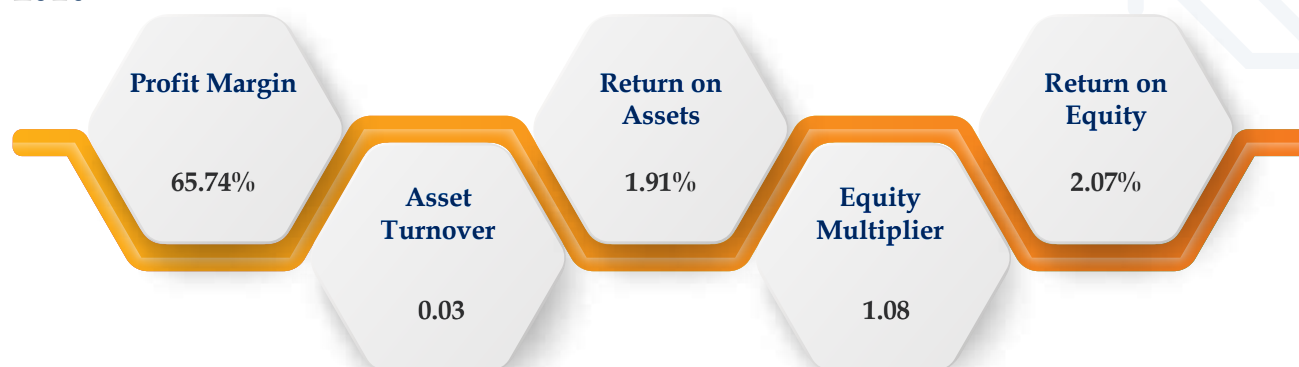 Profit Margin
65.74%
Asset
Turnover
0.03
Return on
Assets
1.91%
Equity
Multiplier
1.08
Return on
Equity
2.07%